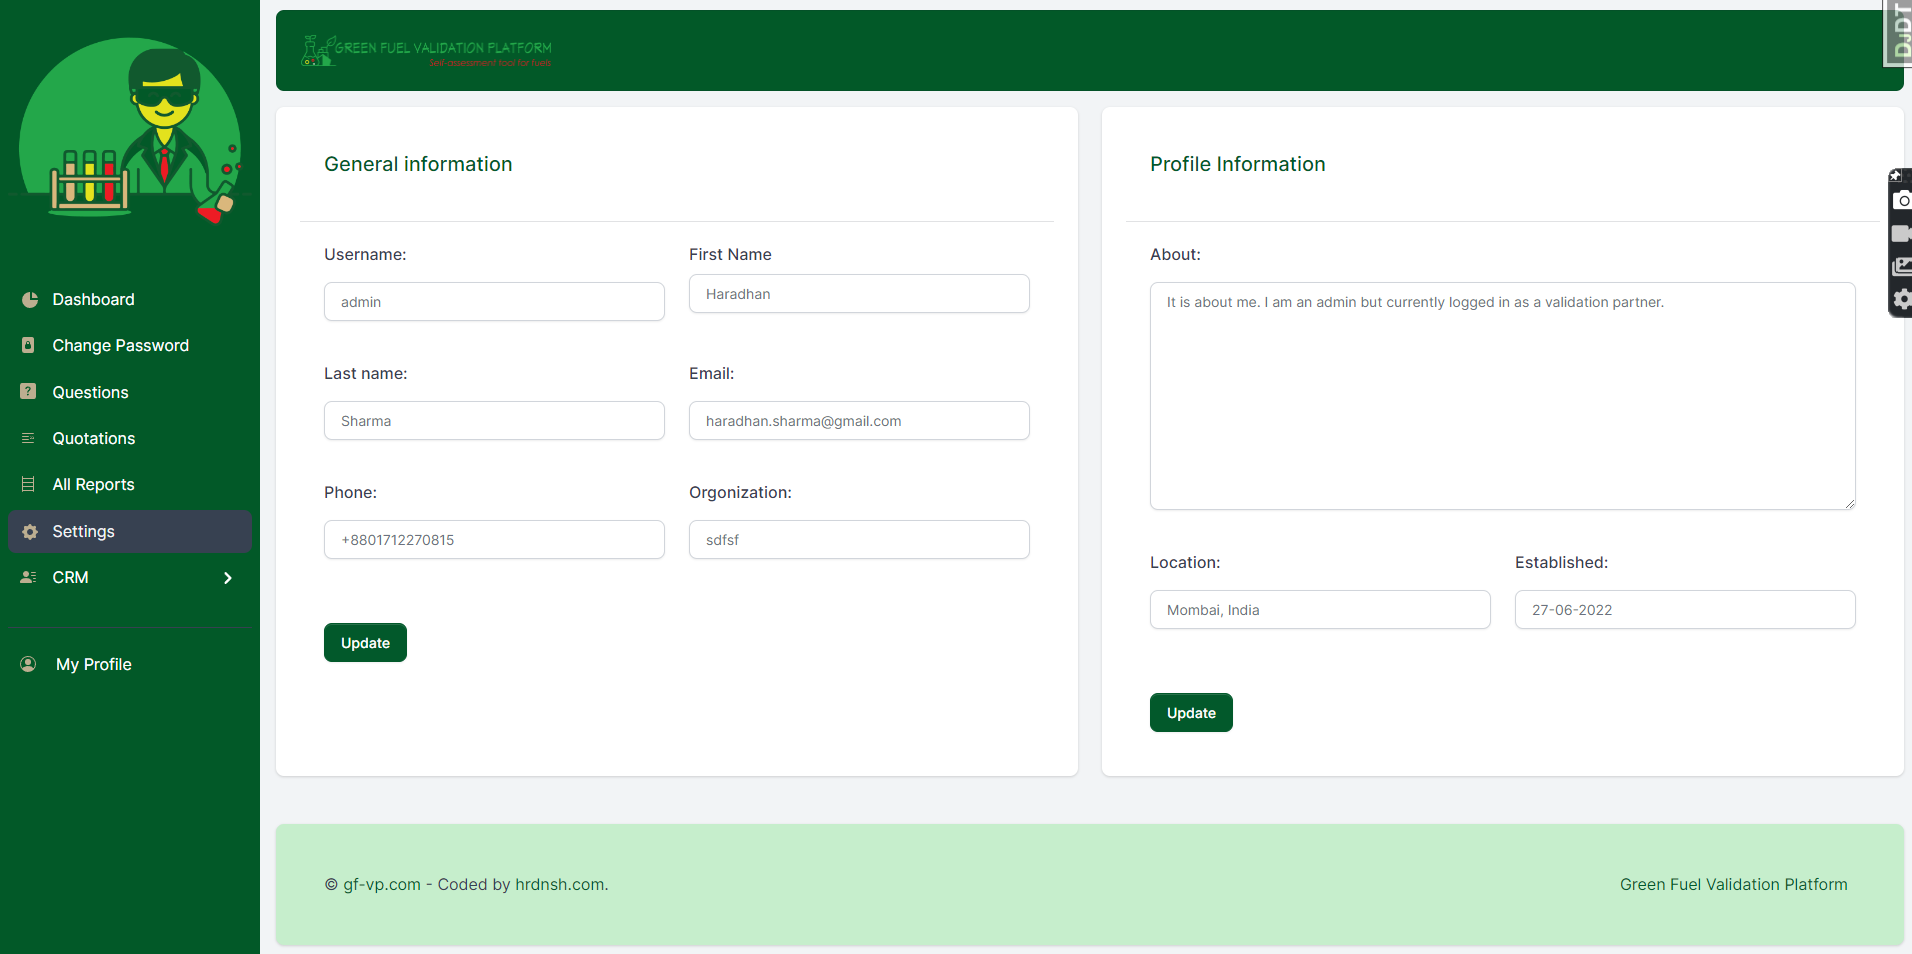 Dashboard
Change Password
Questions
Quotations
All Reports
Settings
CRM
My Profile
GREEN FUEL VALIDATION PLATFORM
Self-assessment tool for fuels
DjDT
General information
Username:
First Name
admin
Haradhan
Last name:
Email:
Sharma
haradhan.sharma@gmail.com
Phone:
Orgonization:
+8801712270815
sdfsf
Update
Profile Information
About:
It is about me. I am an admin but currently logged in as a validation partner.
Location:
Established:
Mombai, India
27-06-2022
Update
© gf-vp.com - Coded by hrdnsh.com.
Green Fuel Validation Platform